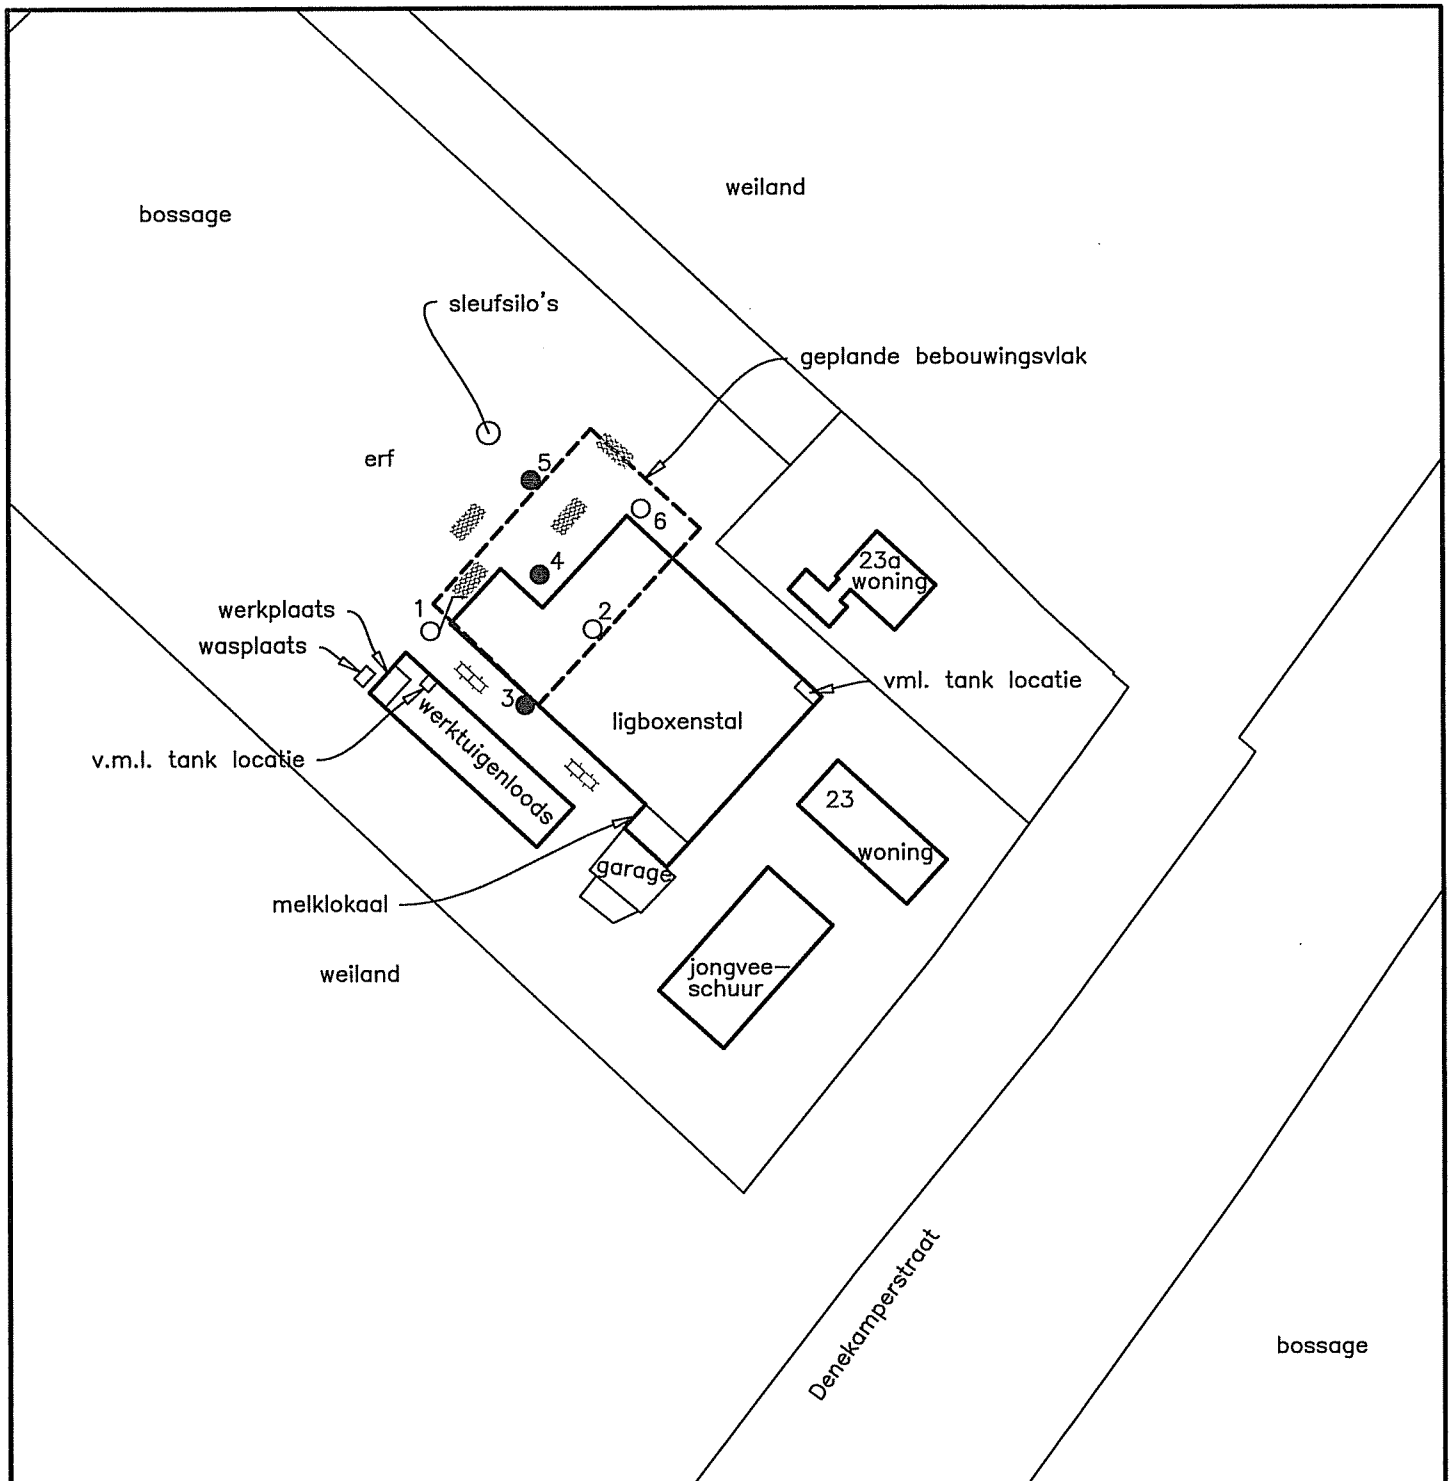 weiland
bossage
sleufsilo's
geplande bebouwingsvlak
erf
5
6
4
23a
woning
1
2
werkplaats
wasplaats
vml. tank locatie
3
ligboxenstal
werktuigenloods
v.m.l. tank locatie
23
woning
garage
melklokaal
jongvee-
schuur
weiland
Denekamperstraat
bossage